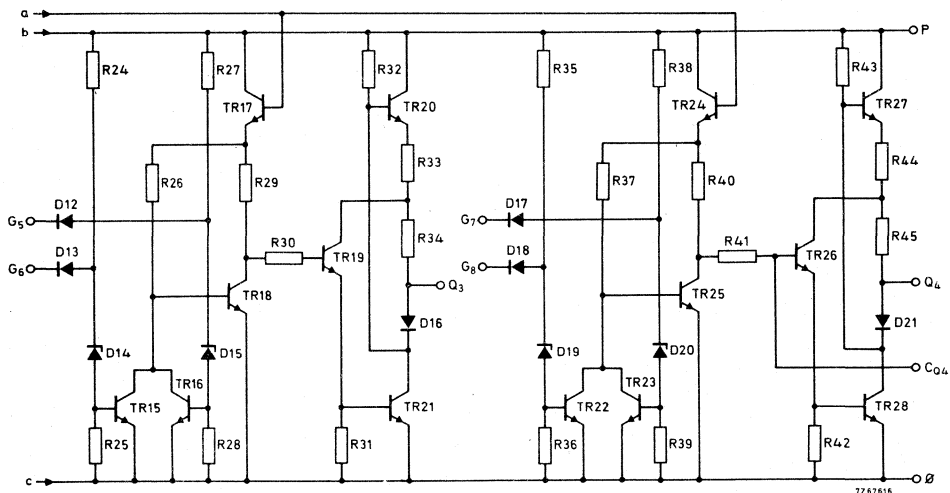 a
b P
R24 R27 R32 R35 R38 R43
TR17 TR20 TR24 TR27
R33 R44
R26 R29 R37 R40
D12 D17
G5 R34 G7 R45
D13 R30 TR19 D18 R41 TR26
G6 G8
Q3 Q4
TR18 TR25
D16 D21
D14 D15 D19 D20
CQ4
TR16 TR23
TR15 TR21 TR22 TR28
R25 R28 R31 R36 R39 R42
c Ø
7Z67616